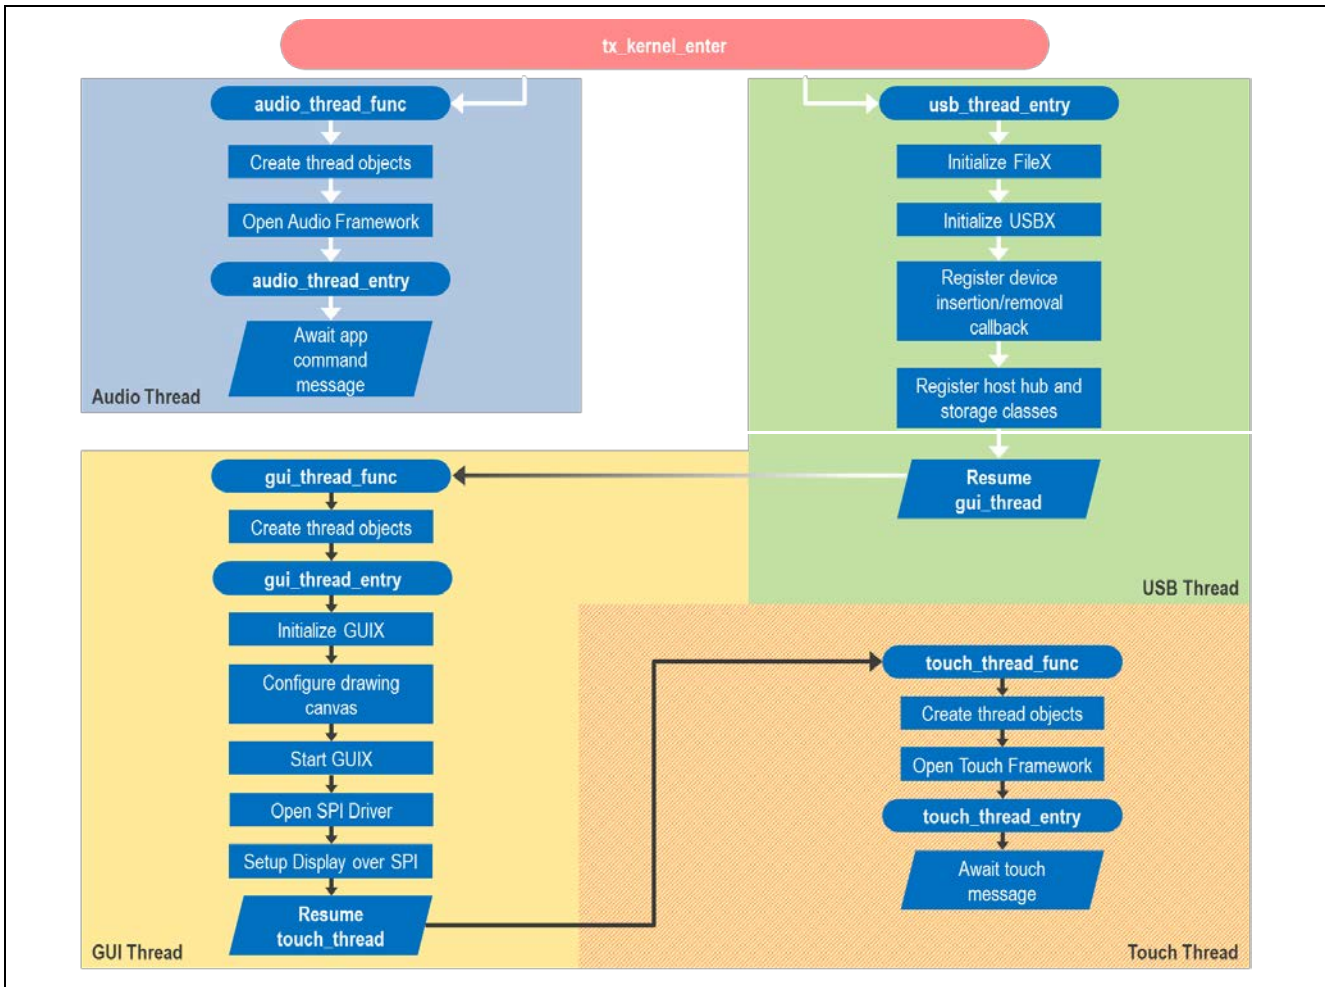 tx_kernel_enter
audio_thread_func
Create thread objects
Open Audio Framework
audio_thread_entry
Await app
command
message
Audio Thread
usb_thread_entry
Initialize FileX
Initialize USBX
Register device
insertion/removal
callback
Register host hub and
storage classes
Resume
gui_thread
USB Thread
gui_thread_func
Create thread objects
gui_thread_entry
Initialize GUIX
Configure drawing
canvas
Start GUIX
Open SPI Driver
Setup Display over SPI
Resume
touch_thread
GUI Thread
touch_thread_func
Create thread objects
Open Touch Framework
touch_thread_entry
Await touch
message
Touch Thread